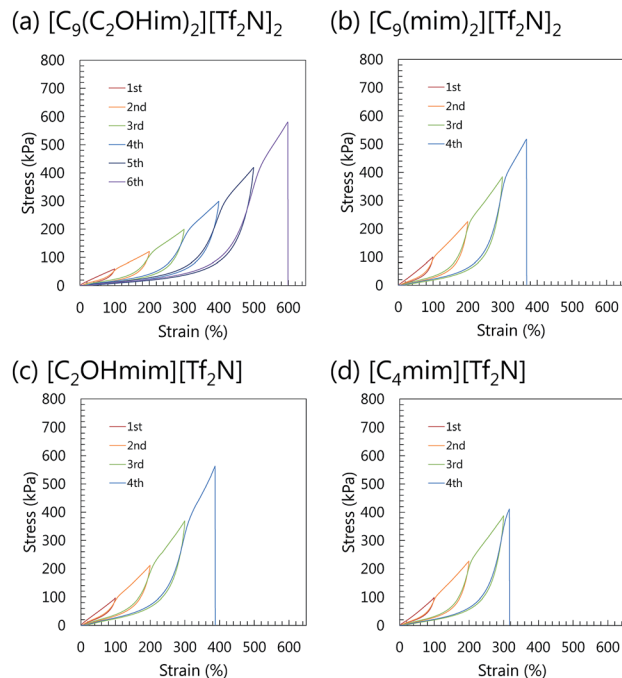 (a) [C₉(C₂OHim)₂][Tf₂N]₂
800
700
600
500
400
300
200
100
0
Stress (kPa)
1st
2nd
3rd
4th
5th
6th
0 100 200 300 400 500 600
Strain (%)
(b) [C₉(mim)₂][Tf₂N]₂
800
700
600
500
400
300
200
100
0
Stress (kPa)
1st
2nd
3rd
4th
0 100 200 300 400 500 600
Strain (%)
(c) [C₂OHmim][Tf₂N]
800
700
600
500
400
300
200
100
0
Stress (kPa)
1st
2nd
3rd
4th
0 100 200 300 400 500 600
Strain (%)
(d) [C₄mim][Tf₂N]
800
700
600
500
400
300
200
100
0
Stress (kPa)
1st
2nd
3rd
4th
0 100 200 300 400 500 600
Strain (%)